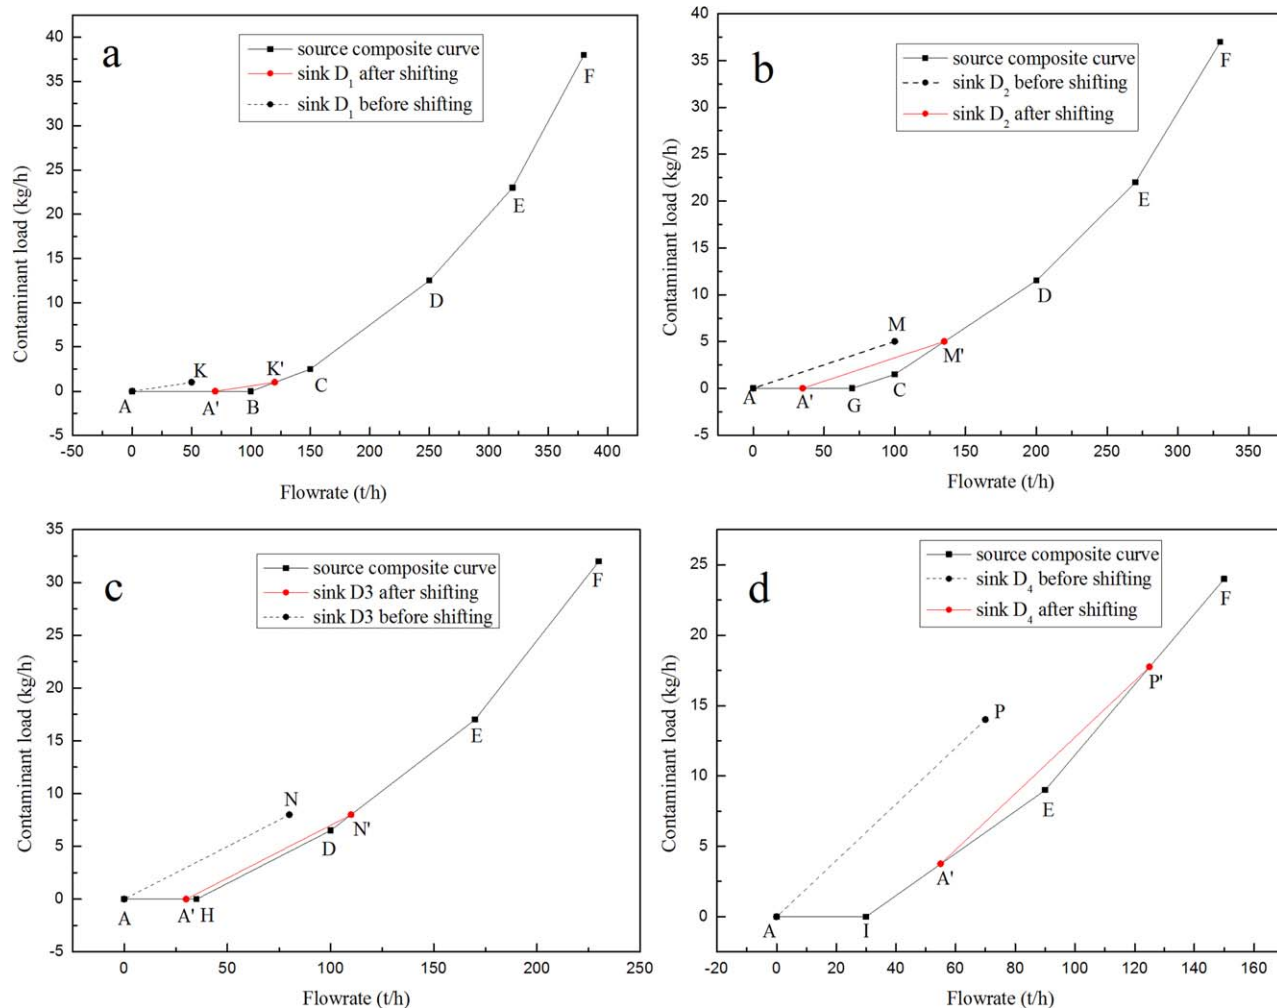 a
source composite curve
sink D₁ after shifting
sink D₁ before shifting
Contaminant load (kg/h)
40
35
30
25
20
15
10
5
0
-5
A
K
A'
B
K'
C
D
E
F
-50 0 50 100 150 200 250 300 350 400
Flowrate (t/h)
b
source composite curve
sink D₂ before shifting
sink D₂ after shifting
Contaminant load (kg/h)
40
35
30
25
20
15
10
5
0
-5
A
M
A'
G
C
M'
D
E
F
0 50 100 150 200 250 300 350
Flowrate (t/h)
c
source composite curve
sink D3 after shifting
sink D3 before shifting
Contaminant load (kg/h)
35
30
25
20
15
10
5
0
-5
A
N
A'
H
D
N'
E
F
0 50 100 150 200 250
Flowrate (t/h)
d
source composite curve
sink D₄ before shifting
sink D₄ after shifting
Contaminant load (kg/h)
25
20
15
10
5
0
A
P
I
A'
E
P'
F
-20 0 20 40 60 80 100 120 140 160
Flowrate (t/h)